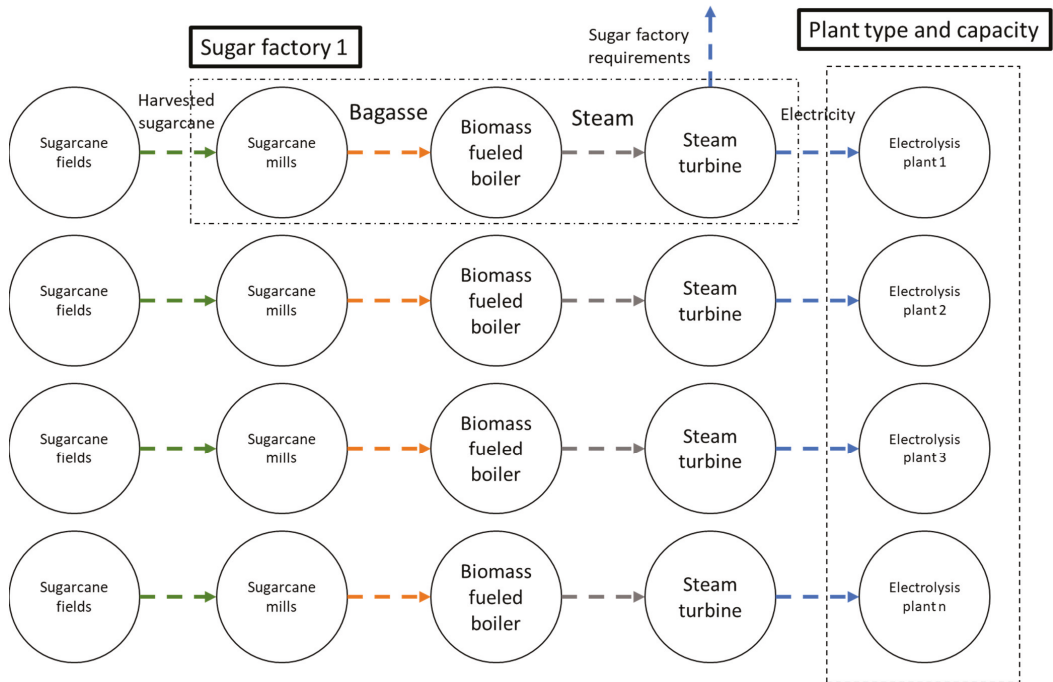 Sugar factory 1
Sugar factory
requirements
Plant type and capacity
Sugarcane
fields
Harvested
sugarcane
Sugarcane
mills
Bagasse
Biomass
fueled
boiler
Steam
Steam
turbine
Electricity
Electrolysis
plant 1
Sugarcane
fields
Sugarcane
mills
Biomass
fueled
boiler
Steam
turbine
Electrolysis
plant 2
Sugarcane
fields
Sugarcane
mills
Biomass
fueled
boiler
Steam
turbine
Electrolysis
plant 3
Sugarcane
fields
Sugarcane
mills
Biomass
fueled
boiler
Steam
turbine
Electrolysis
plant n